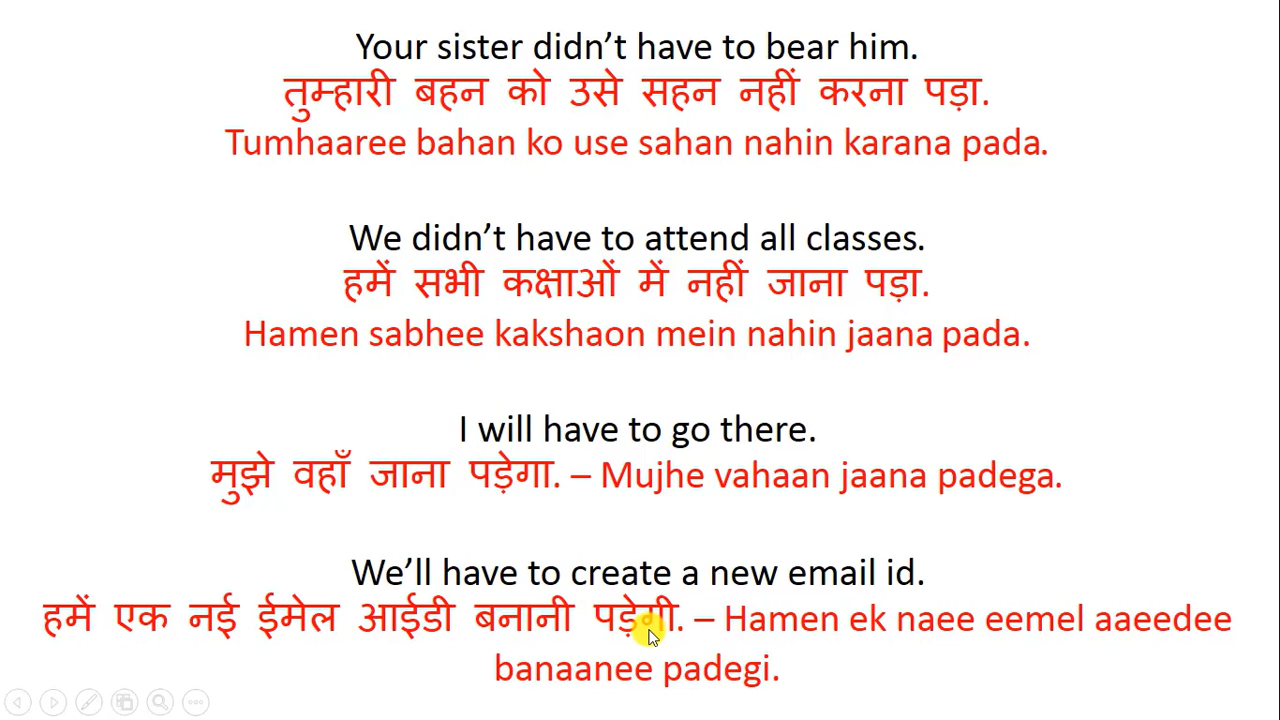 Your sister didn’t have to bear him.
तुम्हारी बहन को उसे सहन नहीं करना पड़ा.
Tumhaaree bahan ko use sahan nahin karana pada.
We didn’t have to attend all classes.
हमें सभी कक्षाओं में नहीं जाना पड़ा.
Hamen sabhee kakshaon mein nahin jaana pada.
I will have to go there.
मुझे वहाँ जाना पड़ेगा. – Mujhe vahaan jaana padega.
We’ll have to create a new email id.
हमें एक नई ईमेल आईडी बनानी पड़ेगी. – Hamen ek naee eemel aaeedee
banaanee padegi.